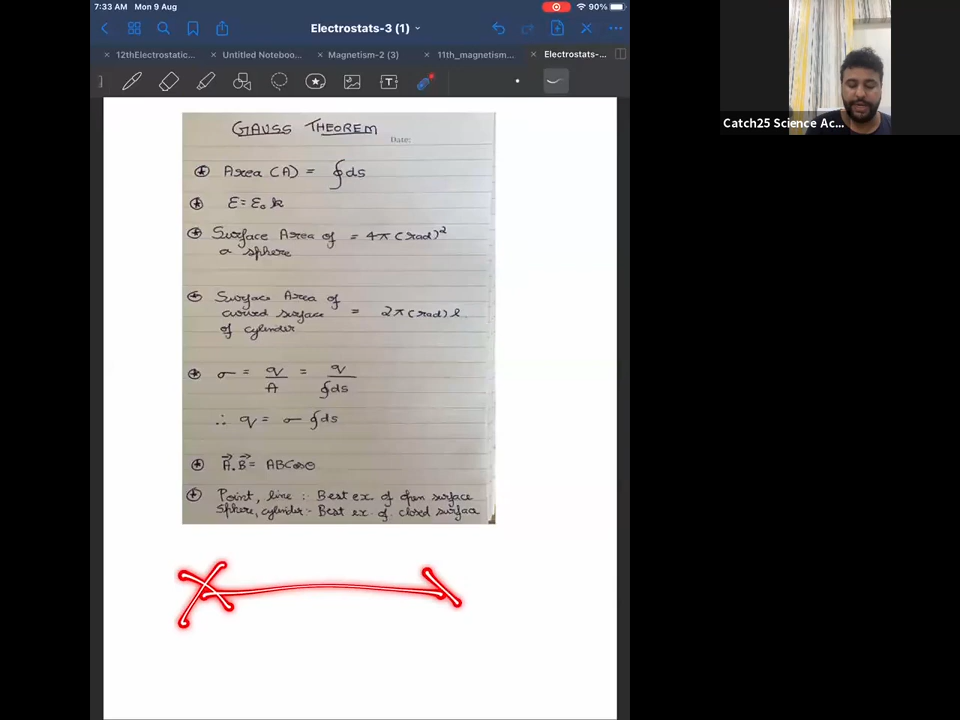 7:33 AM Mon 9 Aug
90%
Electrostats-3 (1)
12thElectrostatic...
Untitled Noteboo...
Magnetism-2 (3)
11th_magnetism...
Electrostats-...
Catch25 Science Ac...
GAUSS THEOREM
Date:
Area (A) = ∮ds
ε = ε₀ k
Surface Area of = 4π (rad)²
a sphere
Surface Area of
curved surface = 2π (rad) l
of cylinder
σ = q/A = q/∮ds
∴ q = σ ∮ds
A⃗.B⃗ = ABCosθ
Point, line : Best ex. of open surface
Sphere, cylinder - Best ex. of closed surface